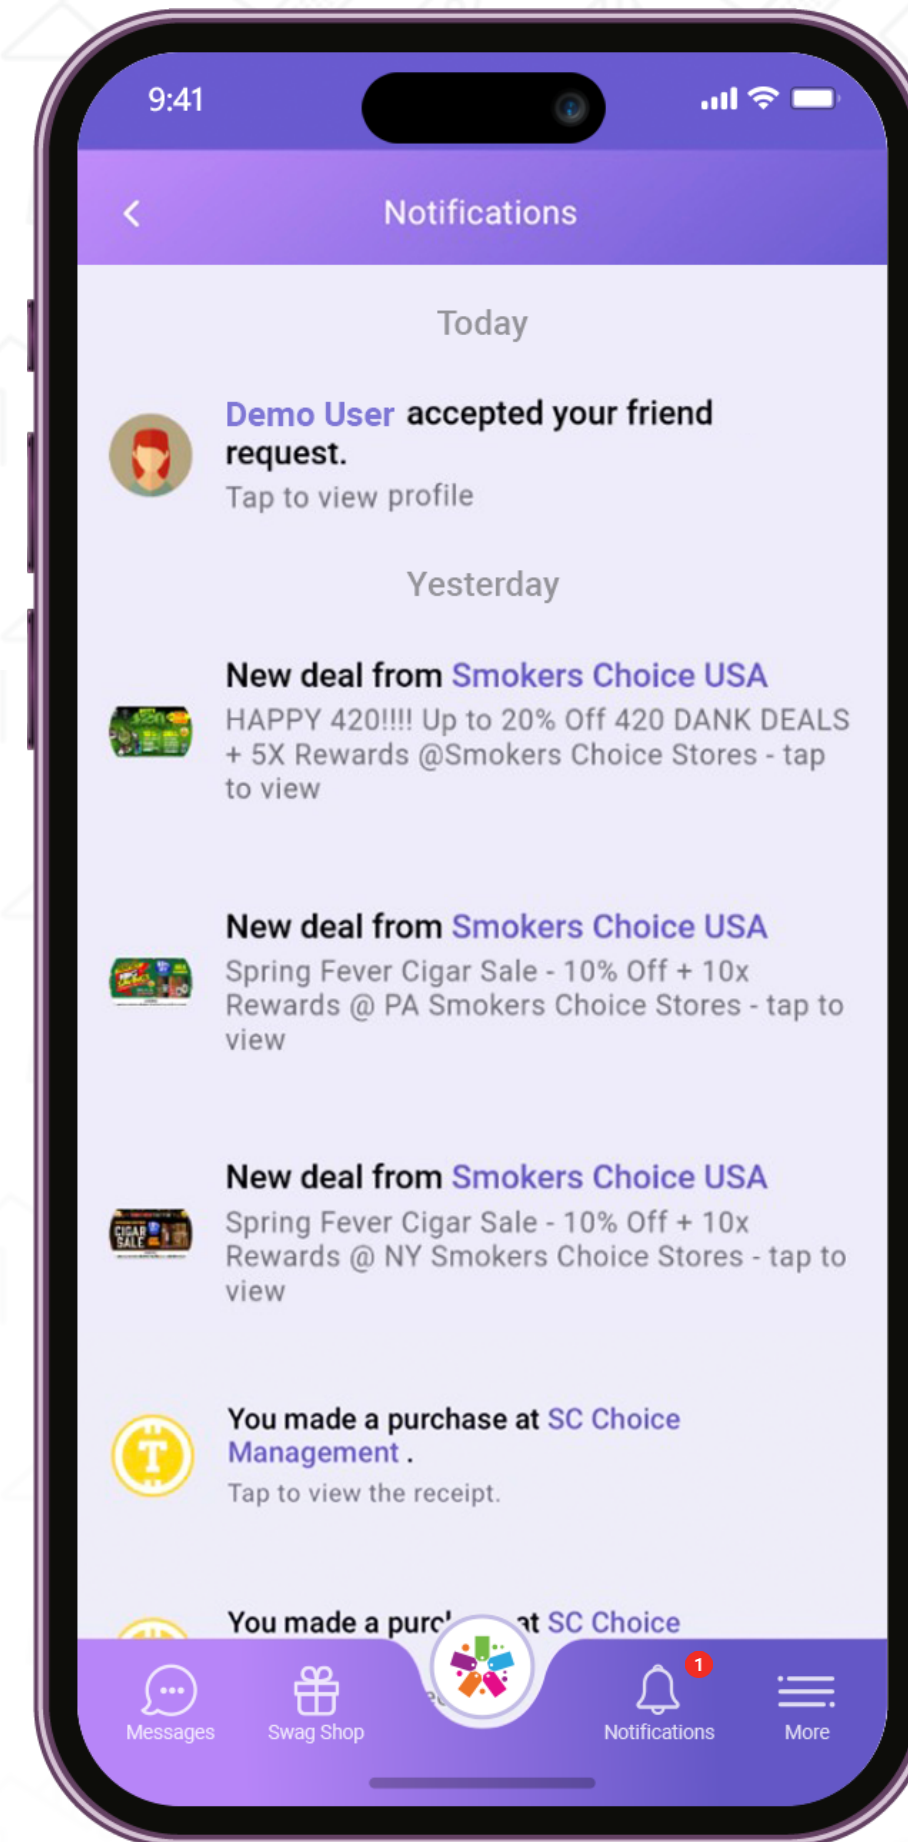 9:41
Notifications
Today
Demo User accepted your friend
request.
Tap to view profile
Yesterday
New deal from Smokers Choice USA
HAPPY 420!!!! Up to 20% Off 420 DANK DEALS
+ 5X Rewards @Smokers Choice Stores - tap
to view
420
New deal from Smokers Choice USA
Spring Fever Cigar Sale - 10% Off + 10x
Rewards @ PA Smokers Choice Stores - tap to
view
New deal from Smokers Choice USA
Spring Fever Cigar Sale - 10% Off + 10x
Rewards @ NY Smokers Choice Stores - tap to
view
CIGAR
SALE
You made a purchase at SC Choice
Management .
Tap to view the receipt.
T
You made a at SC Choice
1
Messages
Swag Shop
Notifications
More